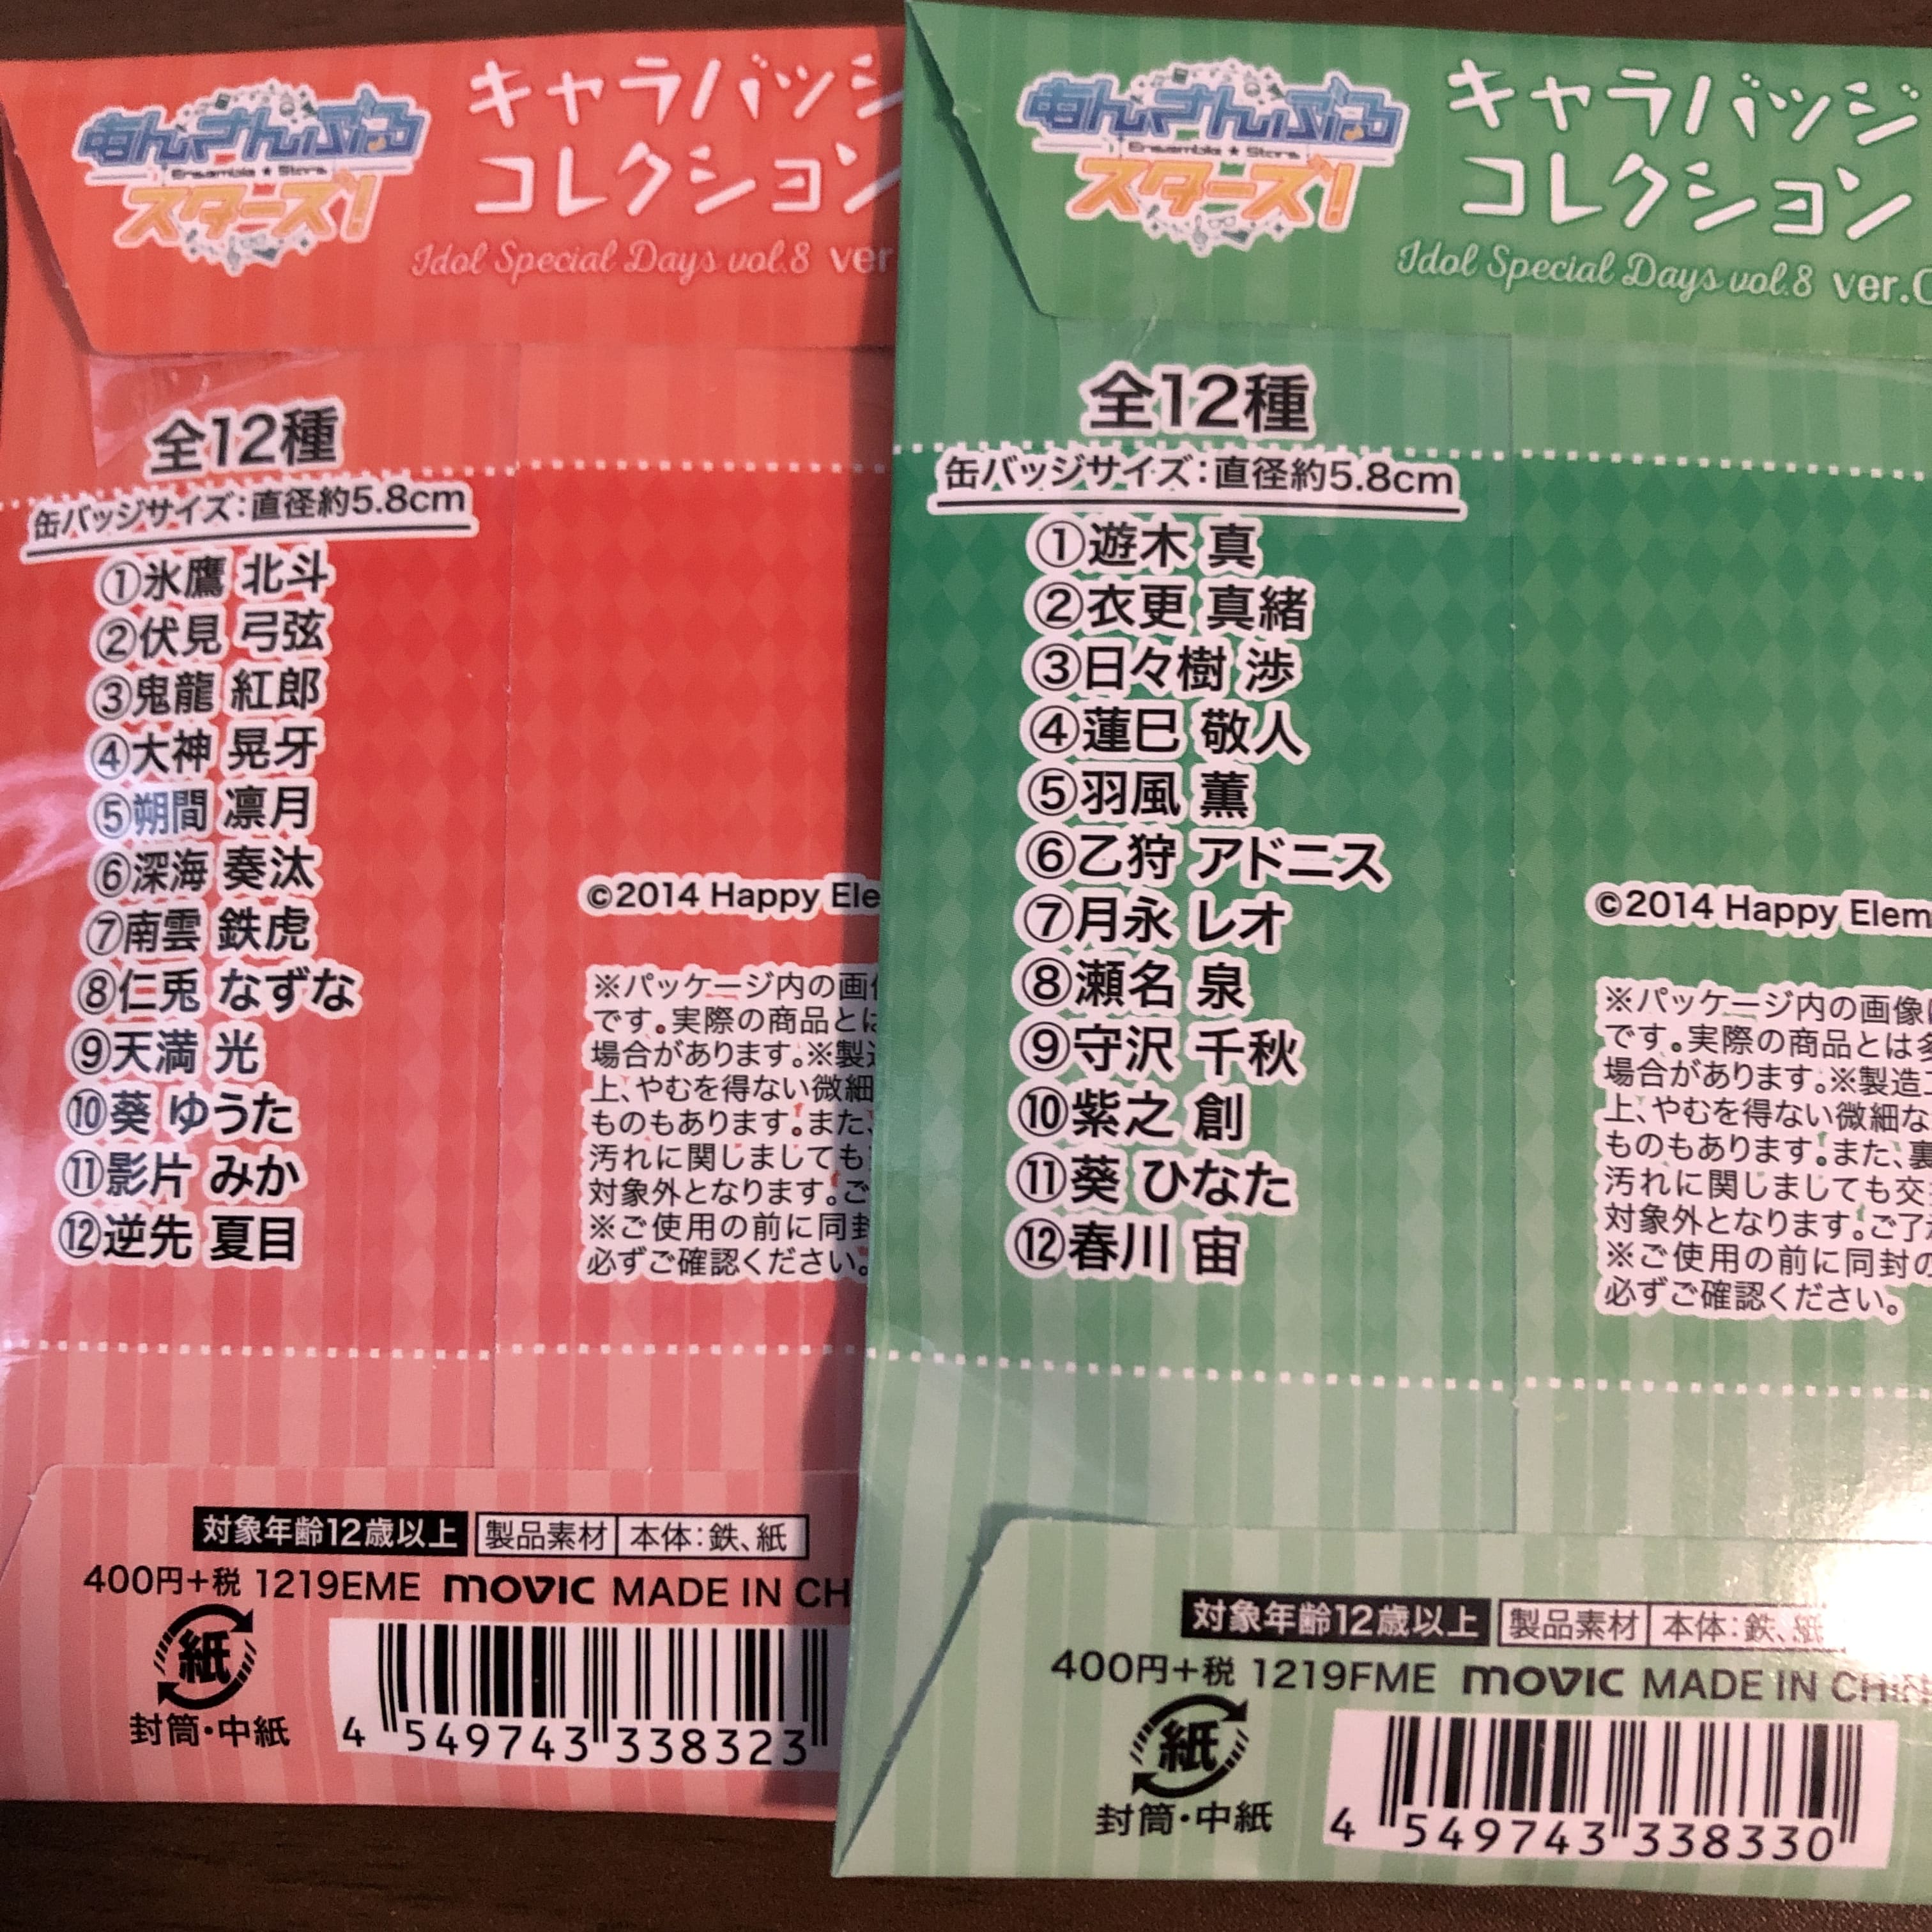 あんさんぶる
Ensemble ★ Stars
スターズ!
キャラバッジ
コレクション
Idol Special Days vol.8 ver
全12種
缶バッジサイズ:直径約5.8cm
①氷鷹 北斗
②伏見 弓弦
③鬼龍 紅郎
④大神 晃牙
⑤朔間 凛月
⑥深海 奏汰
⑦南雲 鉄虎
⑧仁兎 なずな
⑨天満 光
⑩葵 ゆうた
⑪影片 みか
⑫逆先 夏目
©2014 Happy Ele
※パッケージ内の画
です。実際の商品とは
場合があります。※製造
上、やむを得ない微細
ものもあります。また、
汚れに関しましても
対象外となります。ご
※ご使用の前に同封
必ずご確認ください。
対象年齢12歳以上 製品素材 本体:鉄、紙
400円+税 1219EME movic MADE IN CH
紙
封筒・中紙
4 549743 338323
あんさんぶる
Ensemble ★ Stars
スターズ!
キャラバッジ
コレクション
Idol Special Days vol.8 ver.
全12種
缶バッジサイズ:直径約5.8cm
①遊木 真
②衣更 真緒
③日々樹 渉
④蓮巳 敬人
⑤羽風 薫
⑥乙狩 アドニス
⑦月永 レオ
⑧瀬名 泉
⑨守沢 千秋
⑩紫之 創
⑪葵 ひなた
⑫春川 宙
©2014 Happy Elem
※パッケージ内の画像
です。実際の商品とは多
場合があります。※製造
上、やむを得ない微細な
ものもあります。また、裏
汚れに関しましても交
対象外となります。ご了
※ご使用の前に同封の
必ずご確認ください。
対象年齢12歳以上 製品素材 本体:鉄、紙
400円+税 1219FME movic MADE IN CHIN
紙
封筒・中紙
4 549743 338330